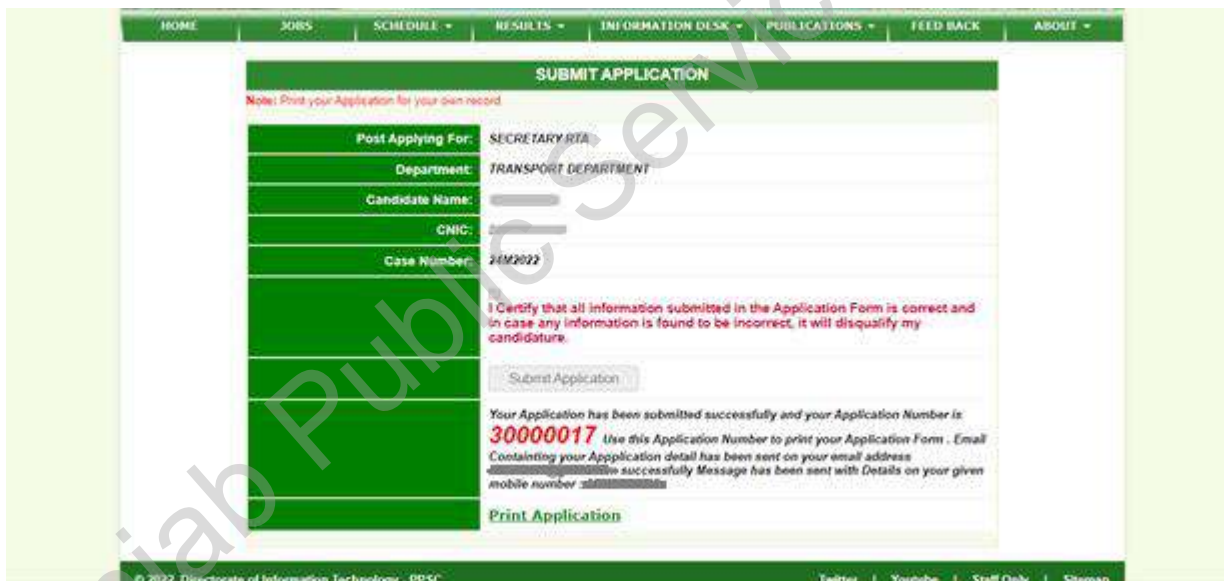 HOME JOBS SCHEDULE RESULTS INFORMATION DESK PUBLICATIONS FEED BACK ABOUT
SUBMIT APPLICATION
Note: Print your Application for your own record.
Post Applying For: SECRETARY RTA
Department: TRANSPORT DEPARTMENT
Candidate Name:
CNIC:
Case Number: 24M2022
I Certify that all information submitted in the Application Form is correct and
in case any information is found to be incorrect, it will disqualify my
candidature.
Submit Application
Your Application has been submitted successfully and your Application Number is
30000017 Use this Application Number to print your Application Form . Email
Containting your Appplication detail has been sent on your email address
successfully Message has been sent with Details on your given
mobile number :
Print Application
© 2022 Directorate of Information Technology, PPSC Twitter | Youtube | Staff Only | Sitemap
jab Public Servic